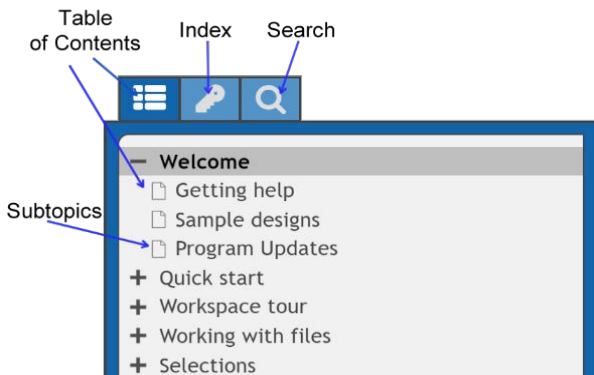 Table
of Contents
Index
Search
Welcome
Getting help
Subtopics
Sample designs
Program Updates
Quick start
Workspace tour
Working with files
Selections